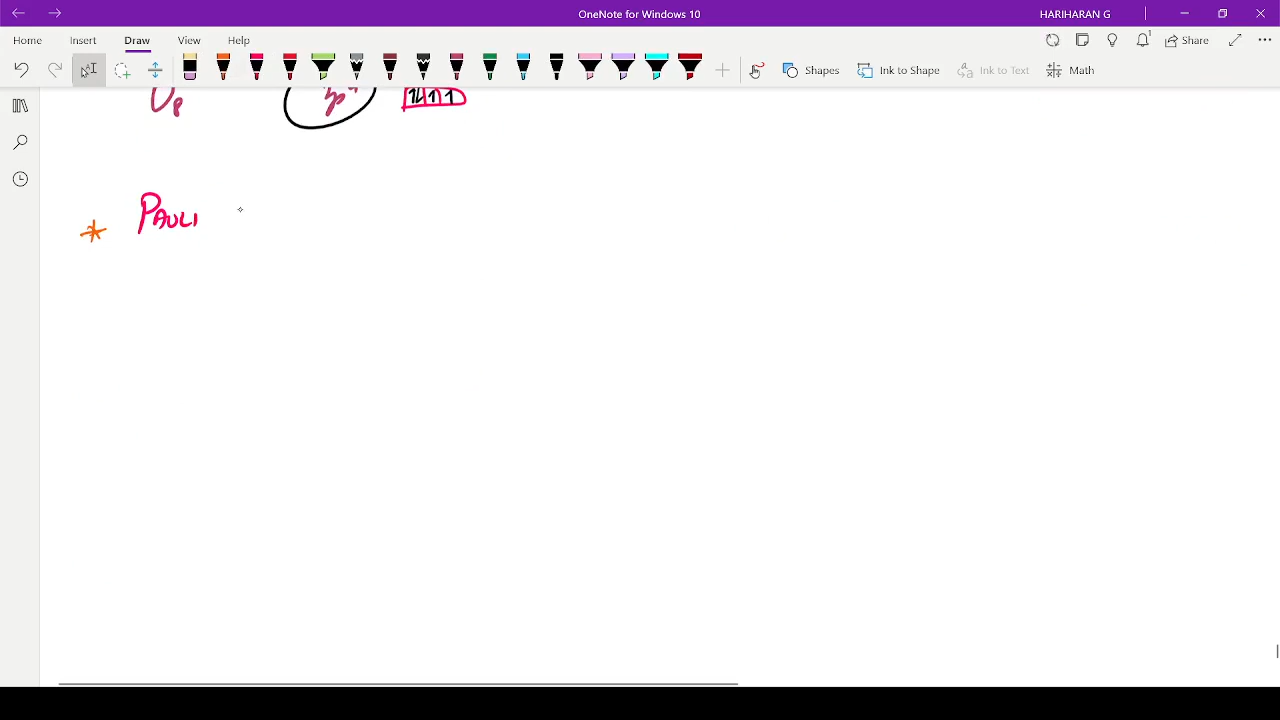 OneNote for Windows 10
HARIHARAN G
Home Insert Draw View Help
1 Share
Shapes Ink to Shape Ink to Text Math
* PAULI